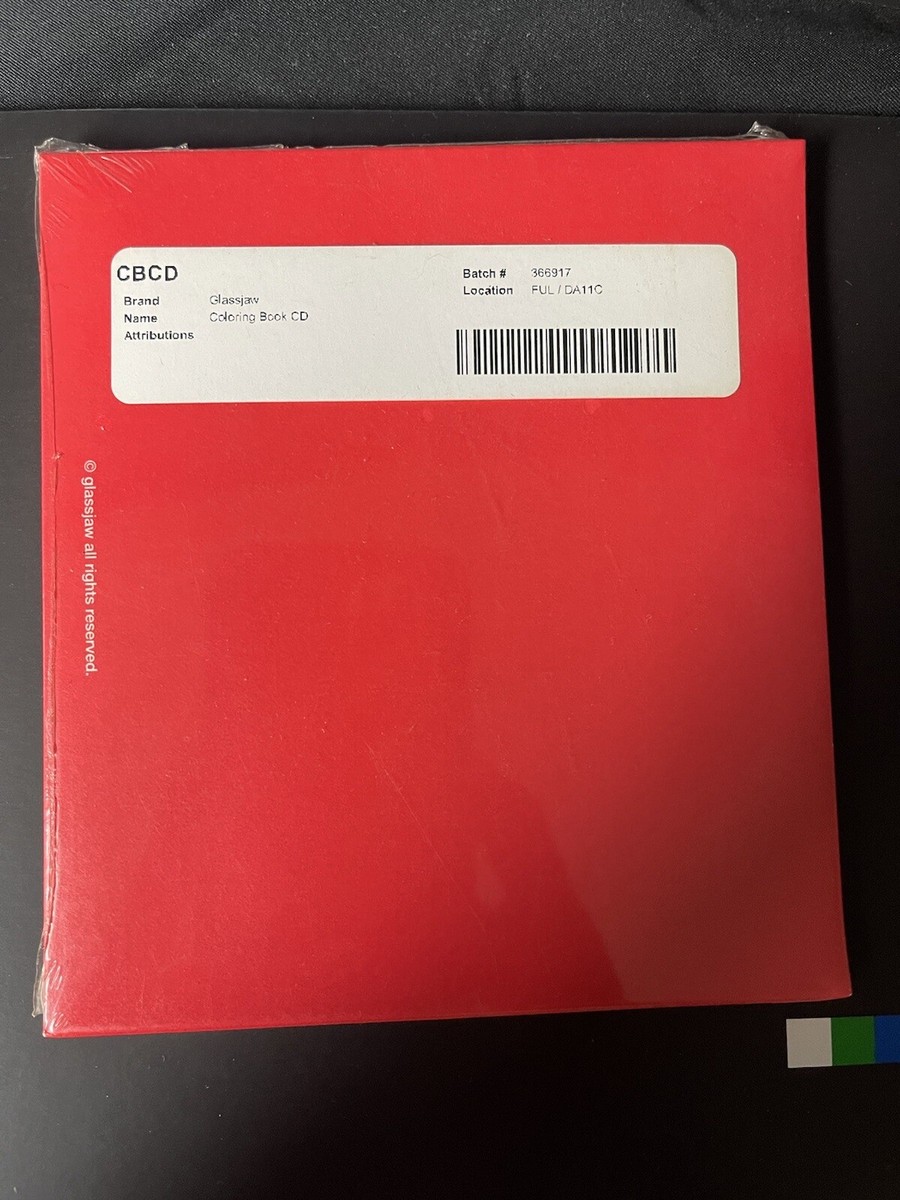 CBCD
Brand Glassjaw
Name Coloring Book CD
Attributions
Batch # 366917
Location FUL / DA11C
© glassjaw all rights reserved.